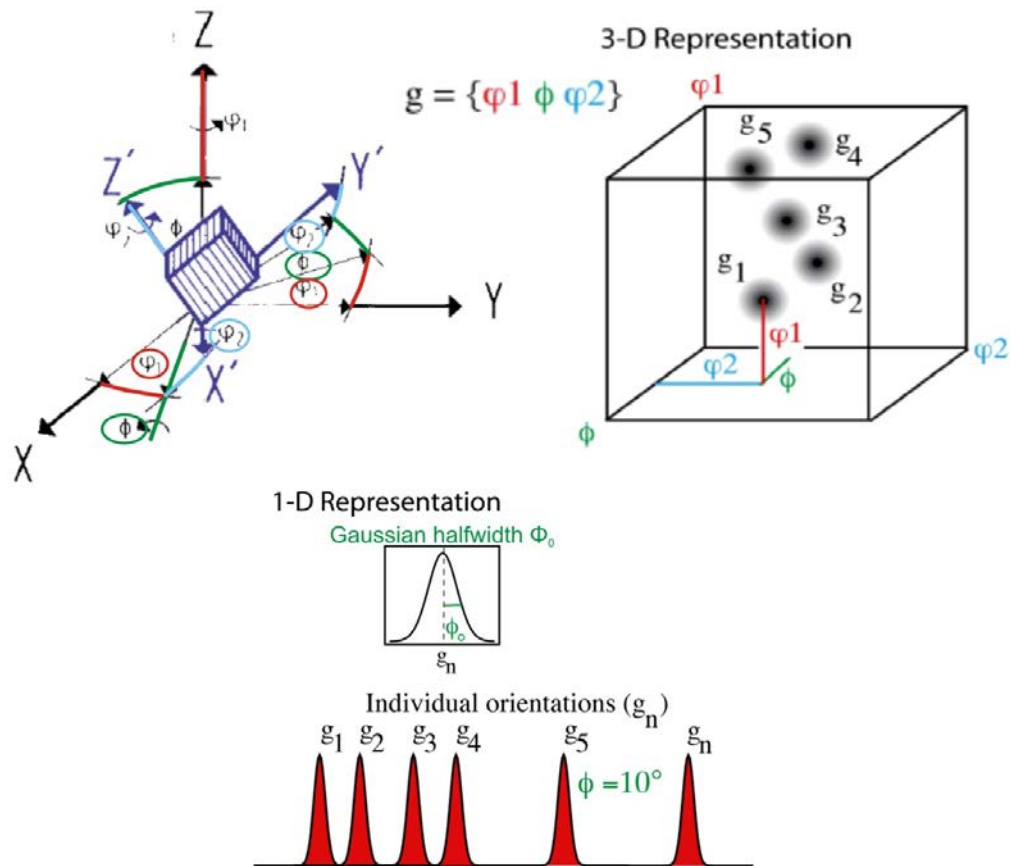 Z
φ1
Z′
Y′
φ2
ϕ
φ2
ϕ
φ1
Y
φ2
φ1
X′
ϕ
X
3-D Representation
g = {φ1 ϕ φ2}
φ1
g5
g4
g3
g1
g2
φ1
φ2
ϕ
φ2
ϕ
1-D Representation
Gaussian halfwidth Φ₀
ϕ₀
gn
Individual orientations (gn)
g1 g2 g3 g4 g5 gn
ϕ =10°